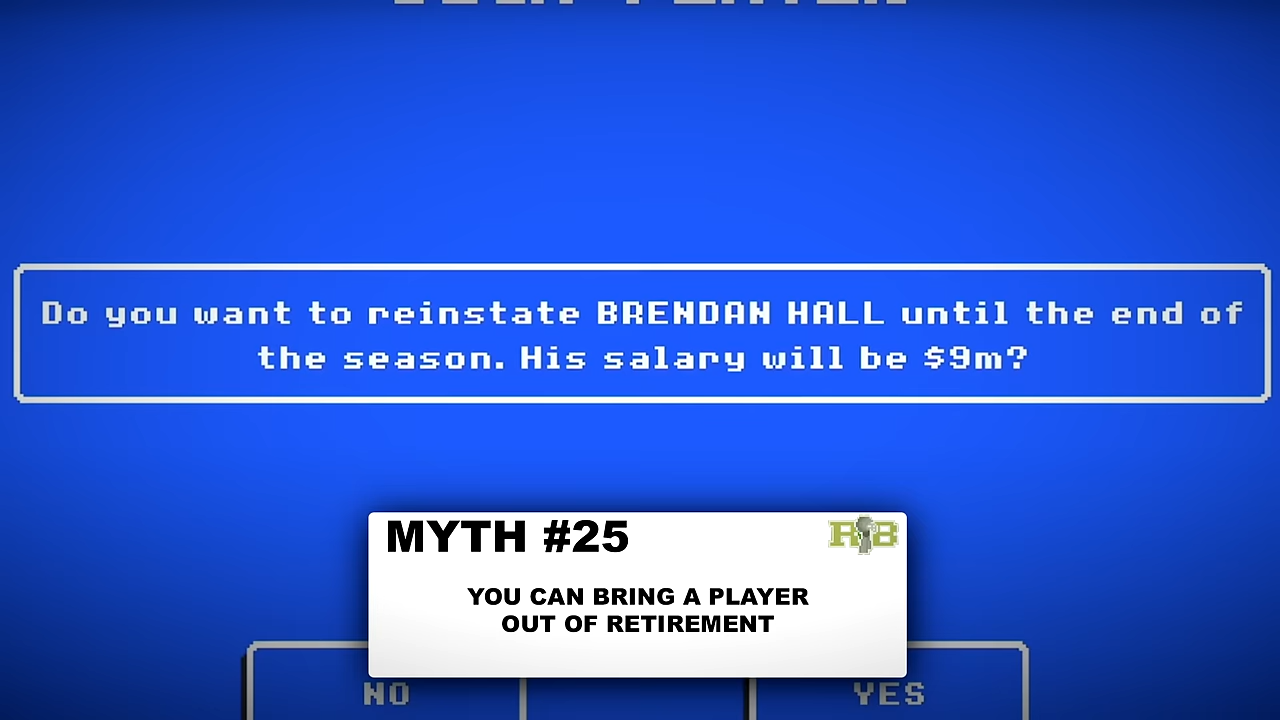 Do you want to reinstate BRENDAN HALL until the end of
the season. His salary will be $9m?
MYTH #25
RB
YOU CAN BRING A PLAYER
OUT OF RETIREMENT
NO
YES